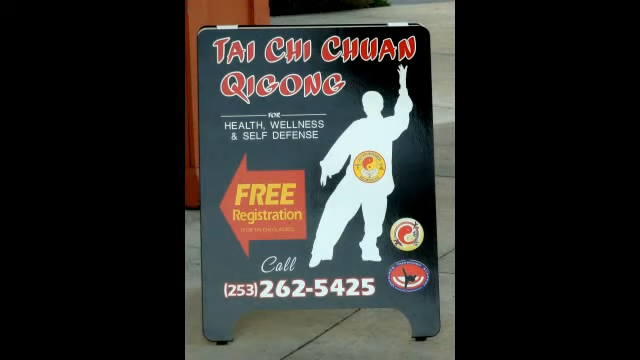 TAI CHI CHUAN
QIGONG
FOR
HEALTH, WELLNESS
& SELF DEFENSE
FREE
Registration
Call
(253) 262-5425